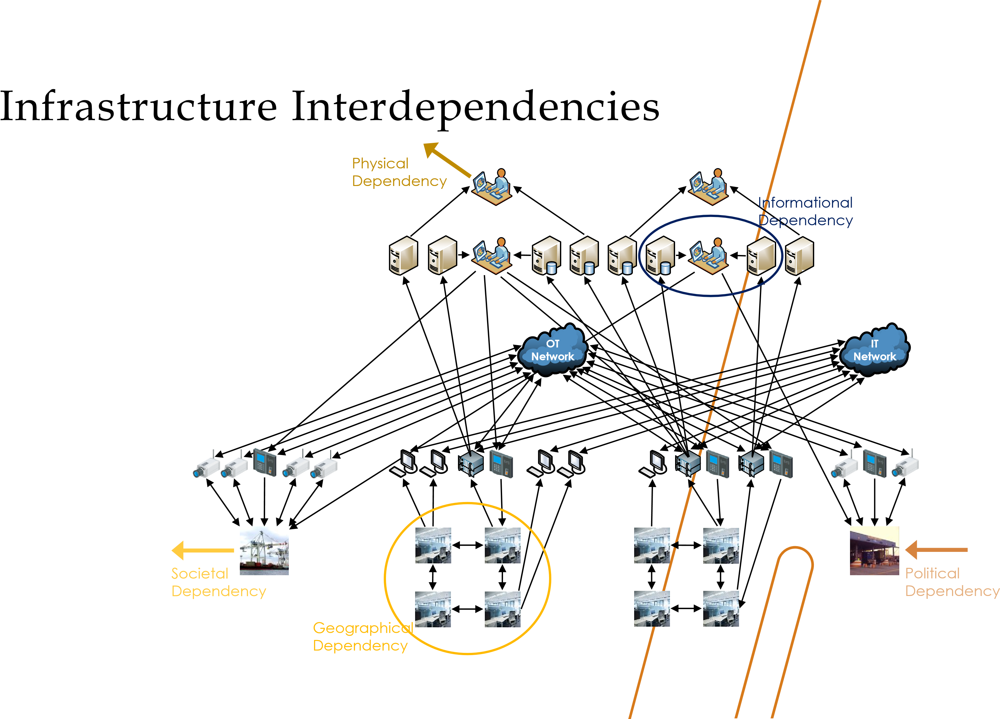 Infrastructure Interdependencies
Physical
Dependency
Informational
Dependency
OT
Network
IT
Network
Societal
Dependency
Political
Dependency
Geographical
Dependency